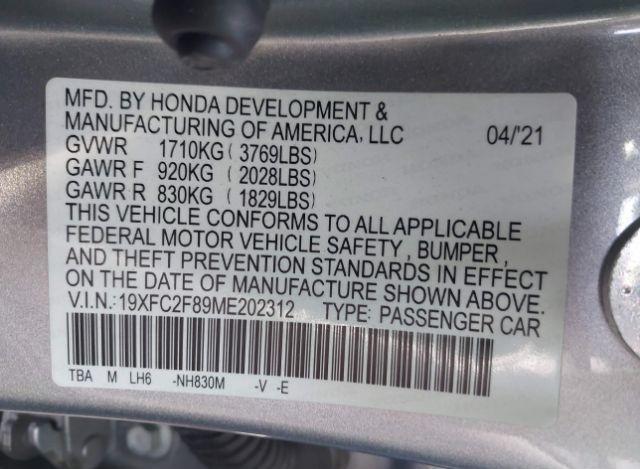 MFD. BY HONDA DEVELOPMENT &
MANUFACTURING OF AMERICA, LLC 04/'21
GVWR 1710KG ( 3769LBS)
GAWR F 920KG ( 2028LBS)
GAWR R 830KG ( 1829LBS)
THIS VEHICLE CONFORMS TO ALL APPLICABLE
FEDERAL MOTOR VEHICLE SAFETY , BUMPER ,
AND THEFT PREVENTION STANDARDS IN EFFECT
ON THE DATE OF MANUFACTURE SHOWN ABOVE.
V.I.N.: 19XFC2F89ME202312 TYPE: PASSENGER CAR
TBA M LH6 -NH830M -V -E